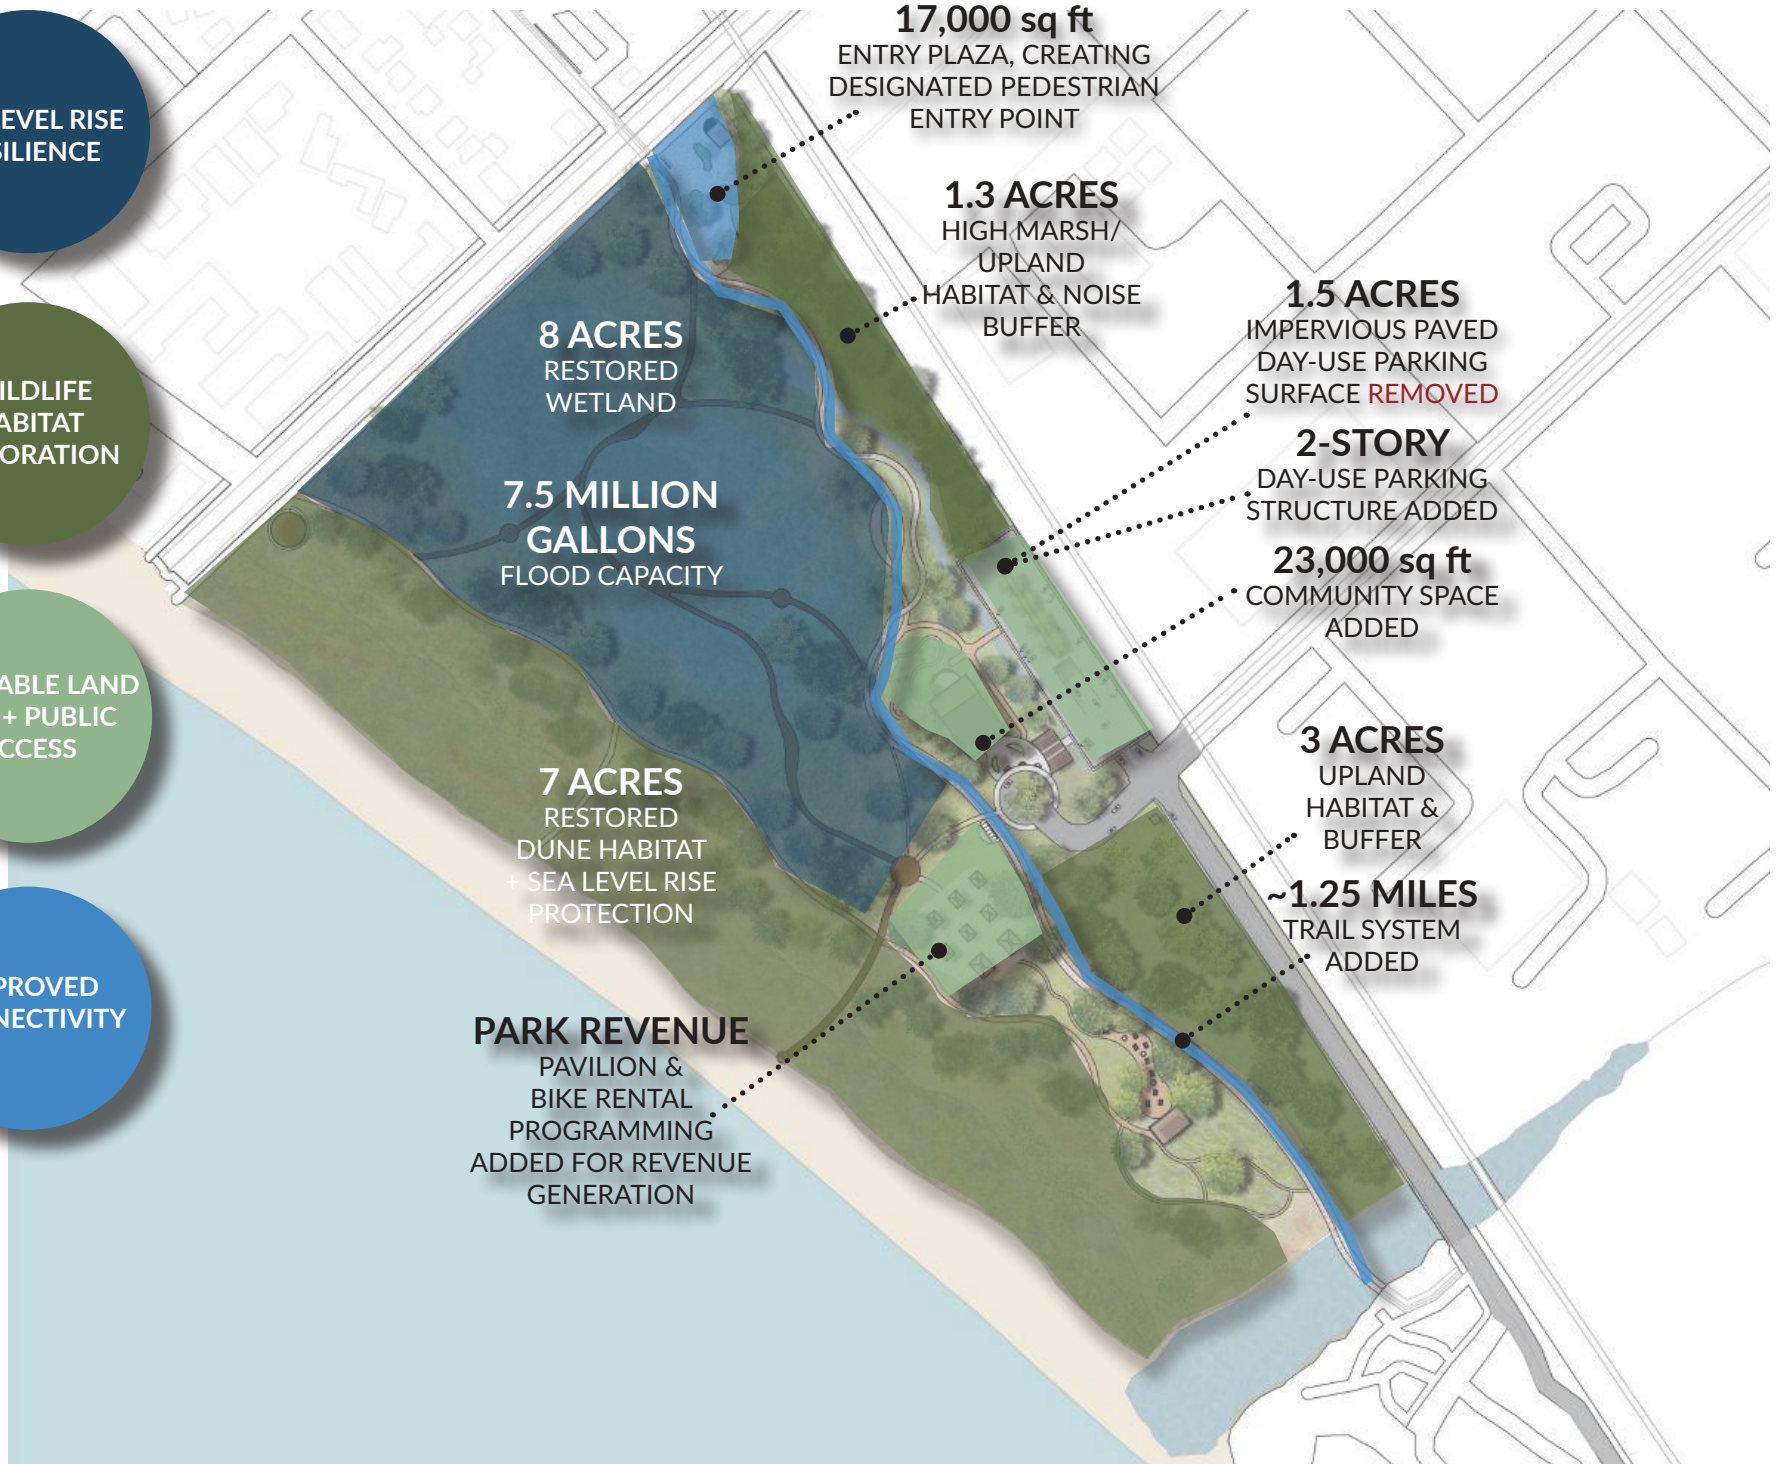 EVEL RISE
SILIENCE
ILDLIFE
ABITAT
ORATION
ABLE LAND
+ PUBLIC
CCESS
PROVED
NECTIVITY
17,000 sq ft
ENTRY PLAZA, CREATING
DESIGNATED PEDESTRIAN
ENTRY POINT
1.3 ACRES
HIGH MARSH/
UPLAND
HABITAT & NOISE
BUFFER
8 ACRES
RESTORED
WETLAND
7.5 MILLION
GALLONS
FLOOD CAPACITY
1.5 ACRES
IMPERVIOUS PAVED
DAY-USE PARKING
SURFACE REMOVED
2-STORY
DAY-USE PARKING
STRUCTURE ADDED
23,000 sq ft
COMMUNITY SPACE
ADDED
7 ACRES
RESTORED
DUNE HABITAT
+ SEA LEVEL RISE
PROTECTION
3 ACRES
UPLAND
HABITAT &
BUFFER
~1.25 MILES
TRAIL SYSTEM
ADDED
PARK REVENUE
PAVILION &
BIKE RENTAL
PROGRAMMING
ADDED FOR REVENUE
GENERATION